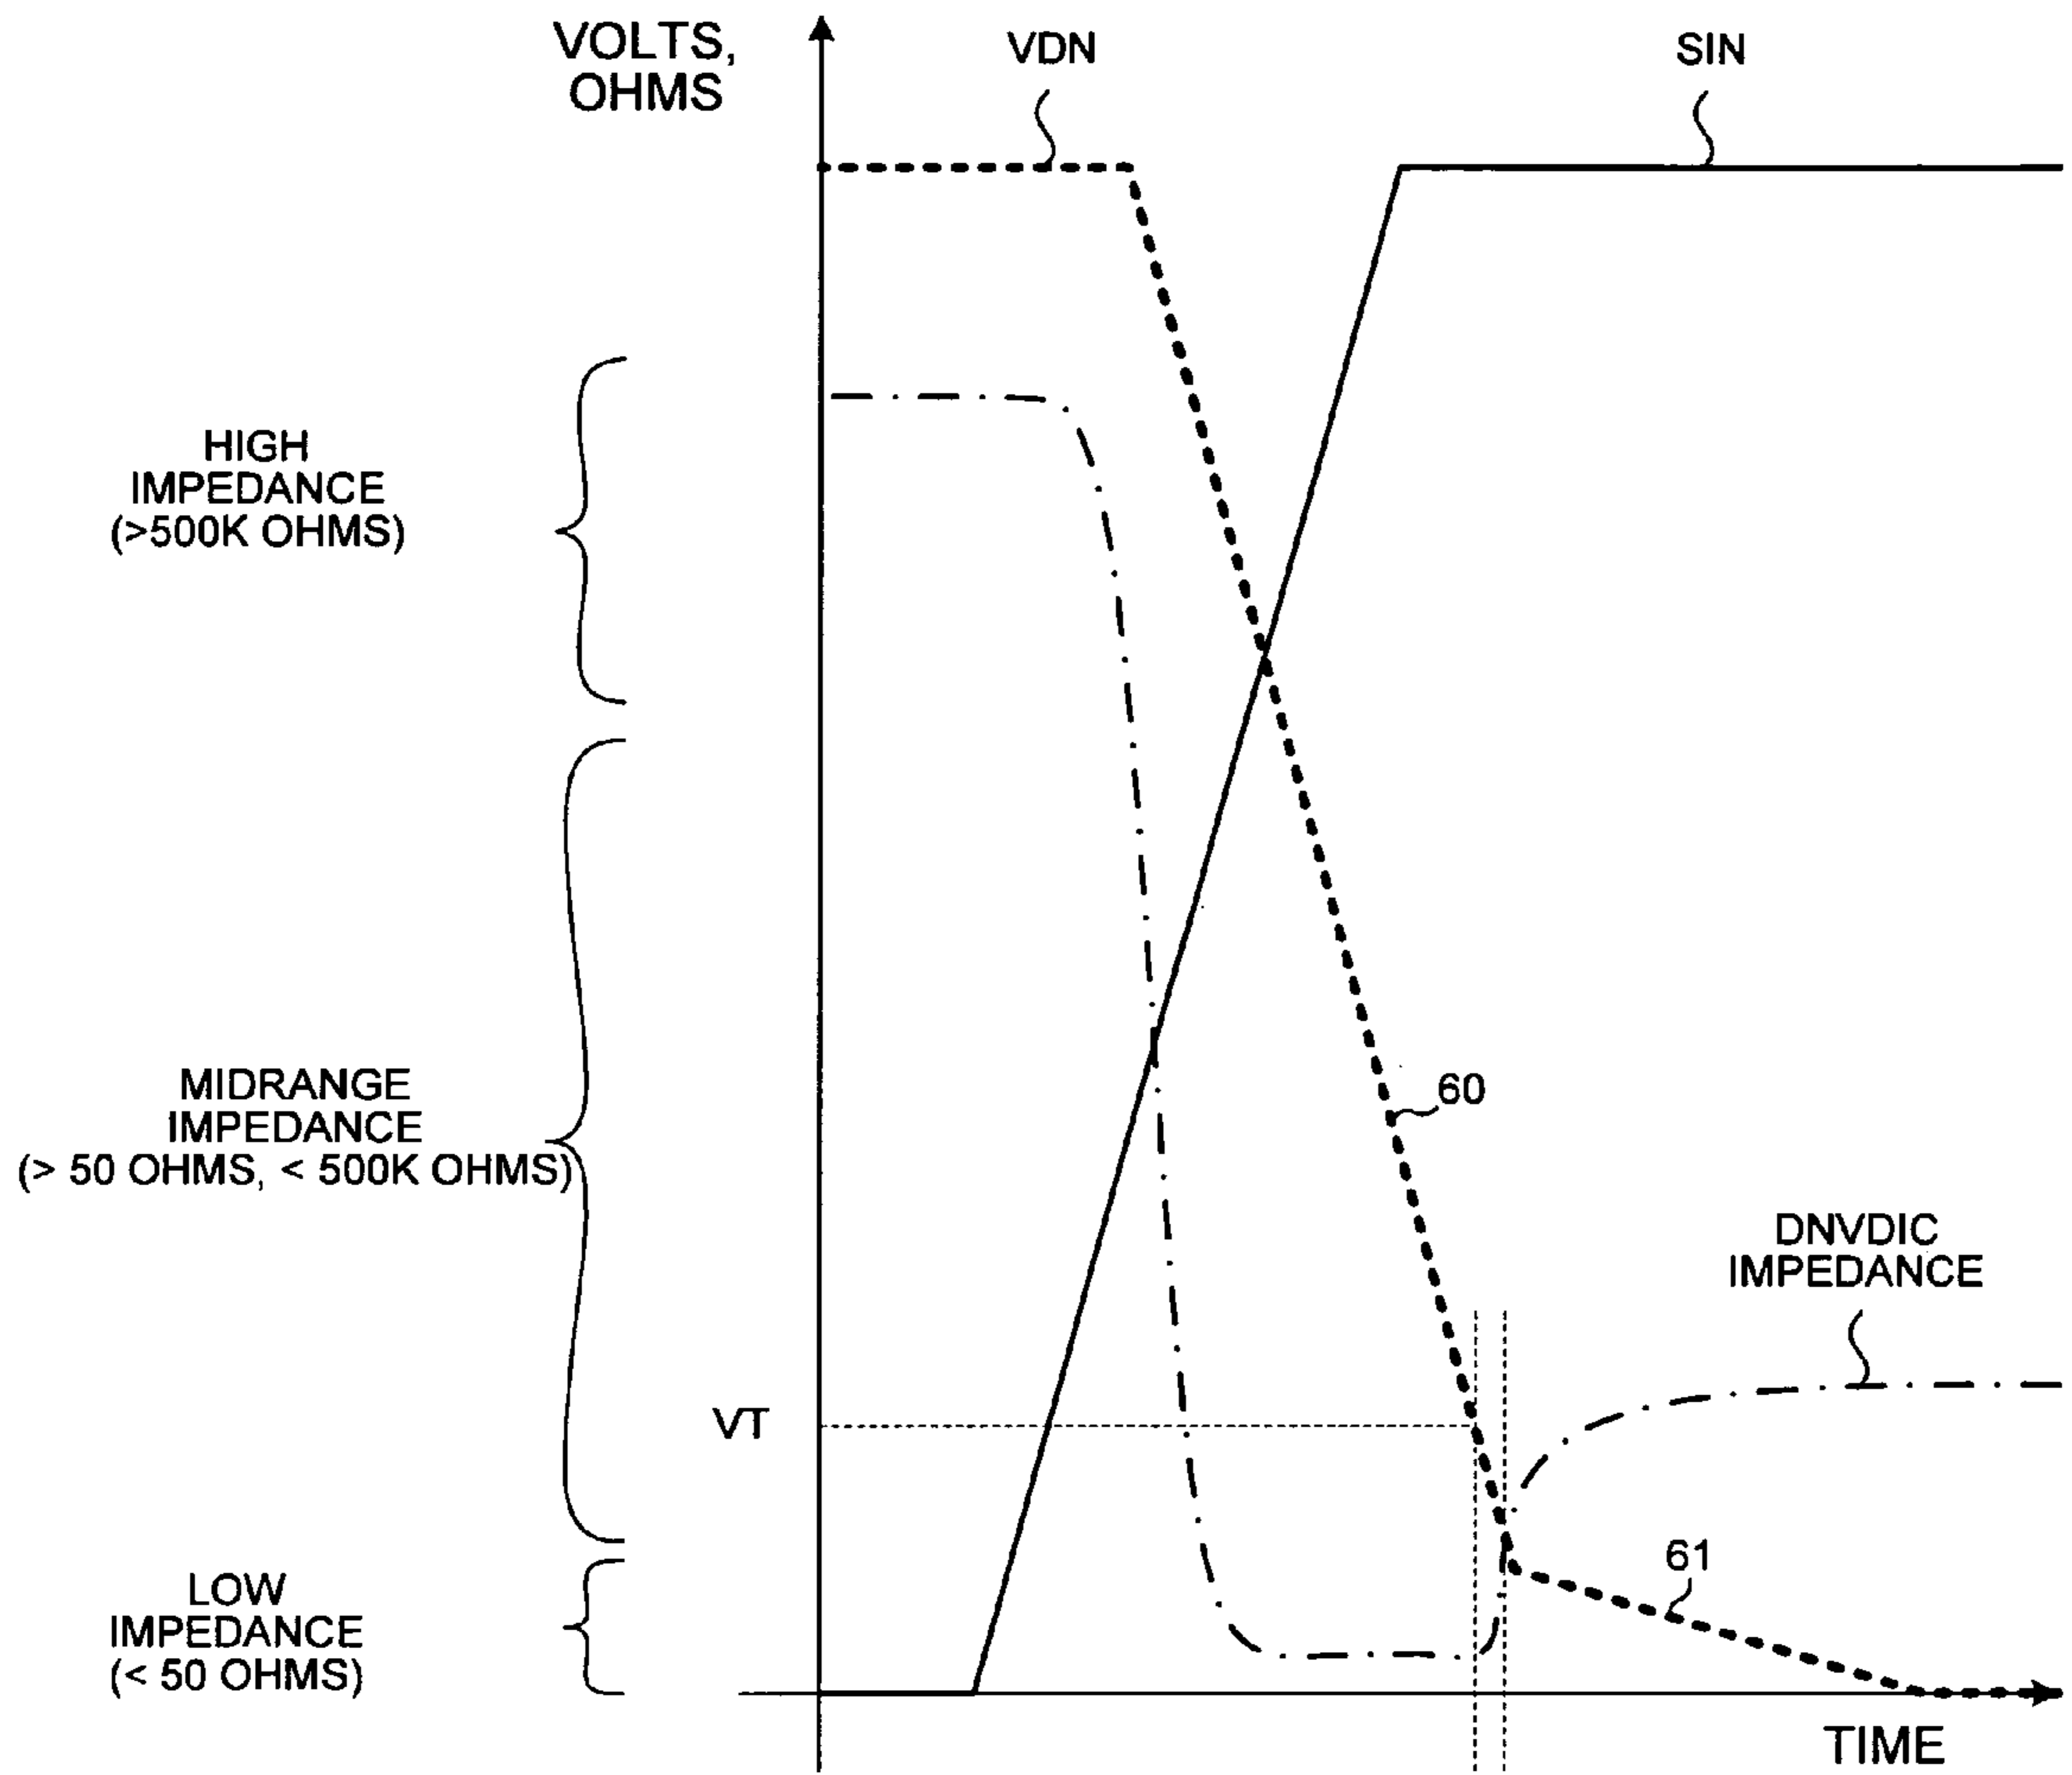 VOLTS,
OHMS
VDN
SIN
HIGH
IMPEDANCE
(>500K OHMS)
MIDRANGE
IMPEDANCE
(> 50 OHMS, < 500K OHMS)
60
DNVDIC
IMPEDANCE
VT
61
LOW
IMPEDANCE
(< 50 OHMS)
TIME